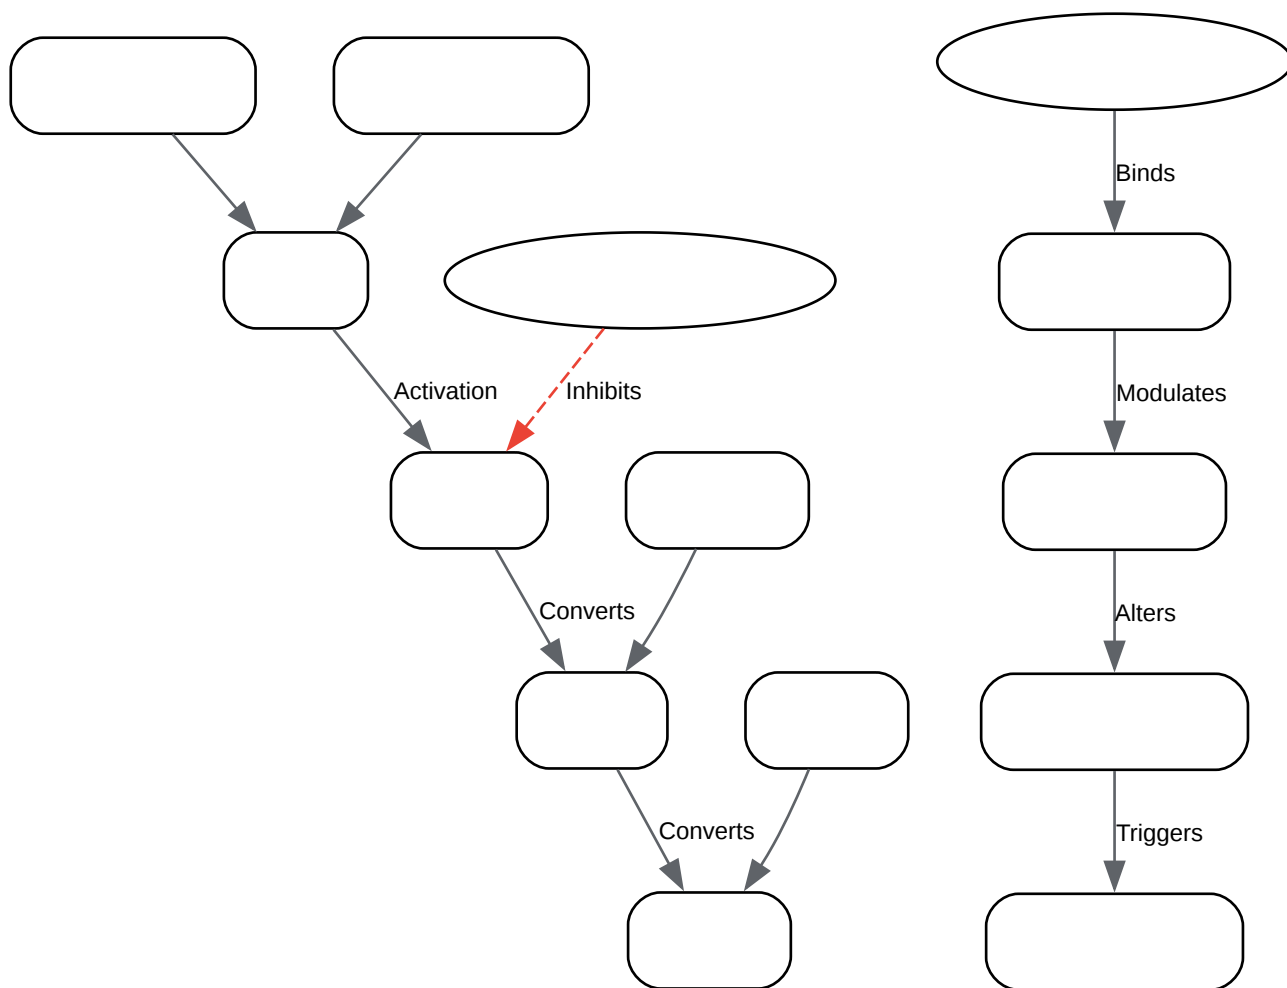 Binds
Activation
Inhibits
Modulates
Converts
Alters
Converts
Triggers